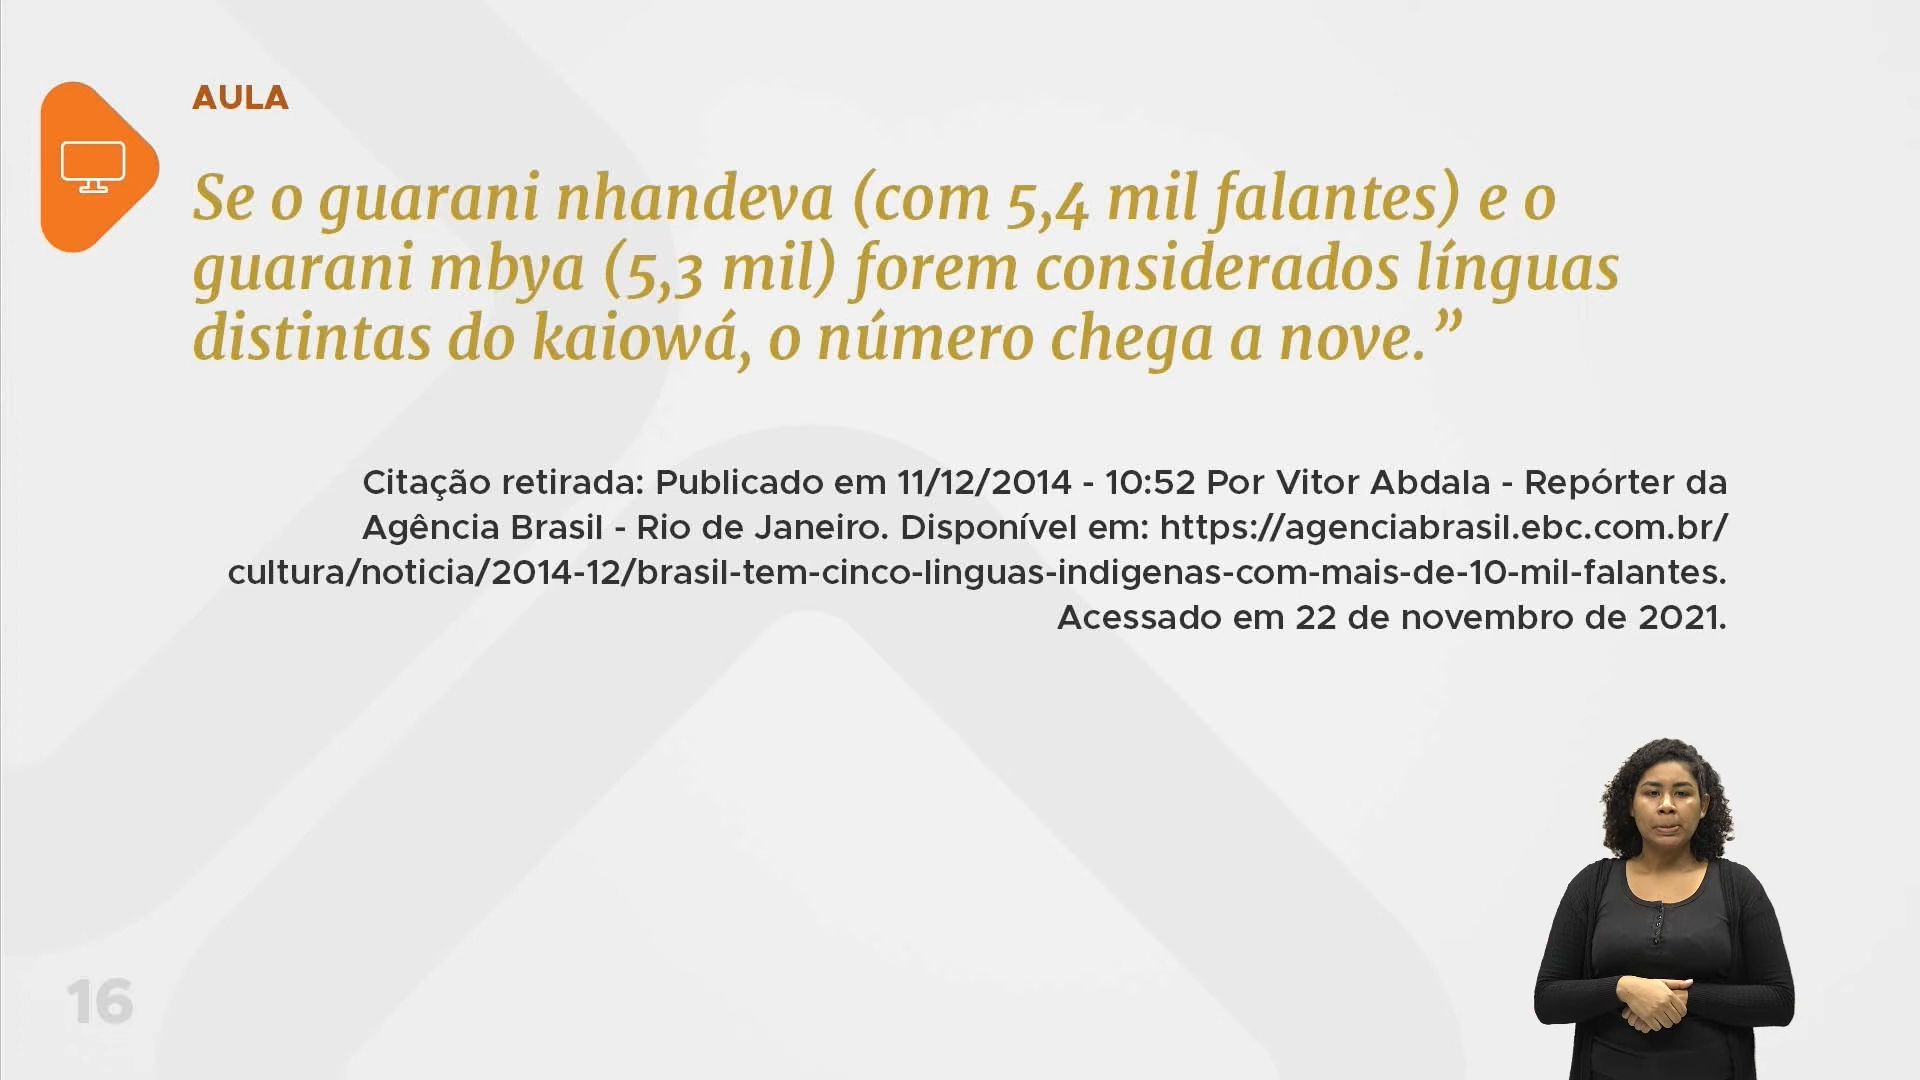 AULA
Se o guarani nhandeva (com 5,4 mil falantes) e o
guarani mbya (5,3 mil) forem considerados línguas
distintas do kaiowá, o número chega a nove.”
Citação retirada: Publicado em 11/12/2014 - 10:52 Por Vitor Abdala - Repórter da
Agência Brasil - Rio de Janeiro. Disponível em: https://agenciabrasil.ebc.com.br/
cultura/noticia/2014-12/brasil-tem-cinco-linguas-indigenas-com-mais-de-10-mil-falantes.
Acessado em 22 de novembro de 2021.
16